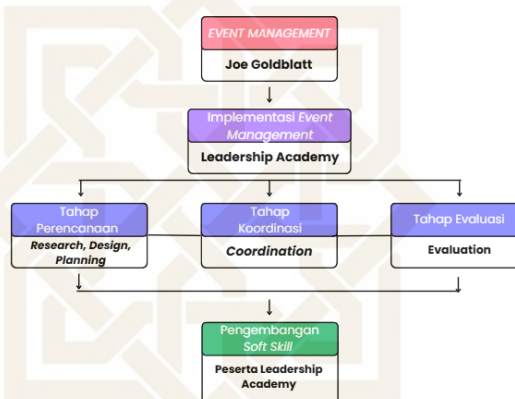 EVENT MANAGEMENT
Joe Goldblatt
Implementasi Event
Management
Leadership Academy
Tahap
Perencanaan
Research, Design,
Planning
Tahap
Koordinasi
Coordination
Tahap Evaluasi
Evaluation
Pengembangan
Soft Skill
Peserta Leadership
Academy